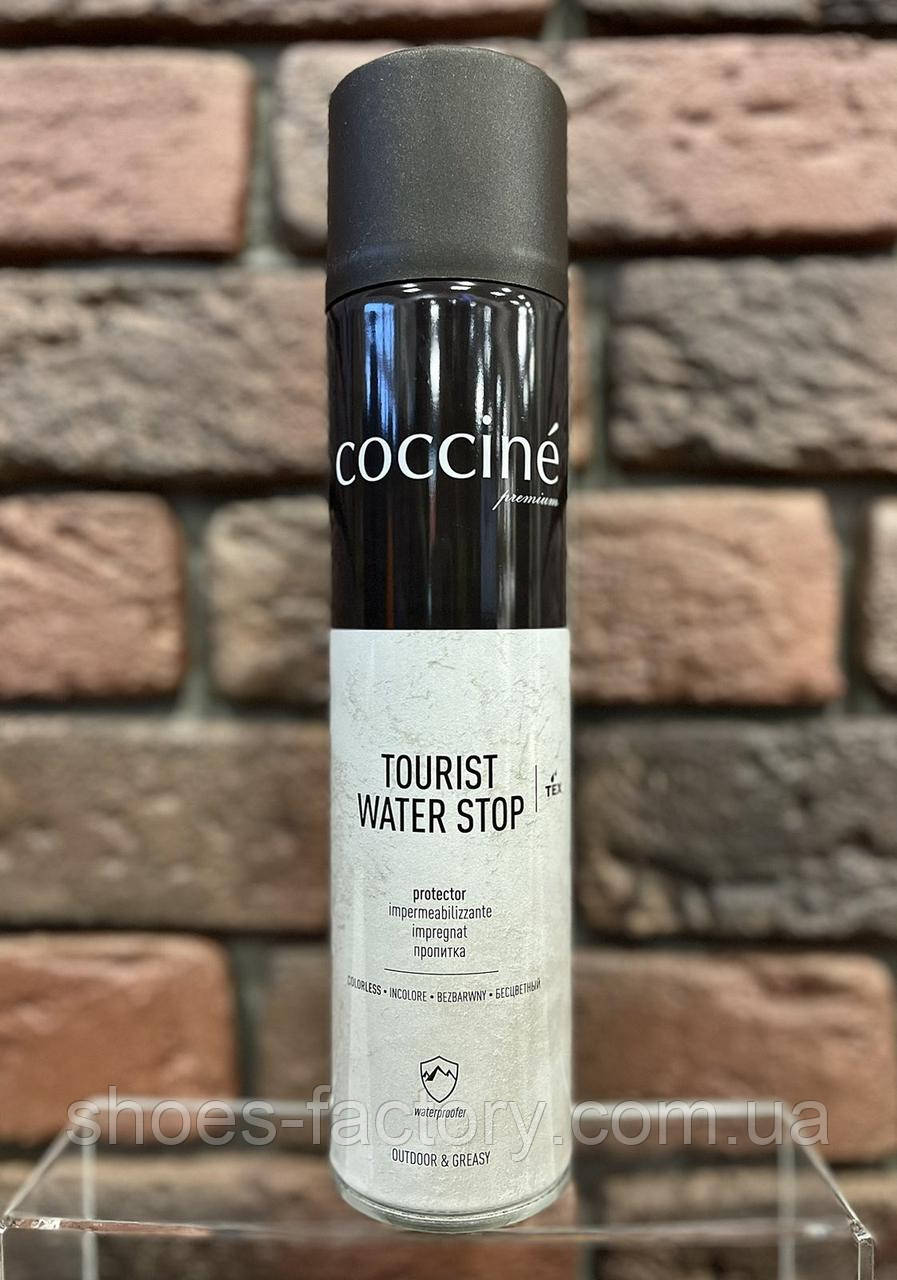 cocciné
premium
TOURIST
WATER STOP
TEX
protector
impermeabilizzante
impregnat
пропитка
COLORLESS • INCOLORE • BEZBARWNY • БЕСЦВЕТНЫЙ
waterproofer
shoes-factory.com.ua
OUTDOOR & GREASY